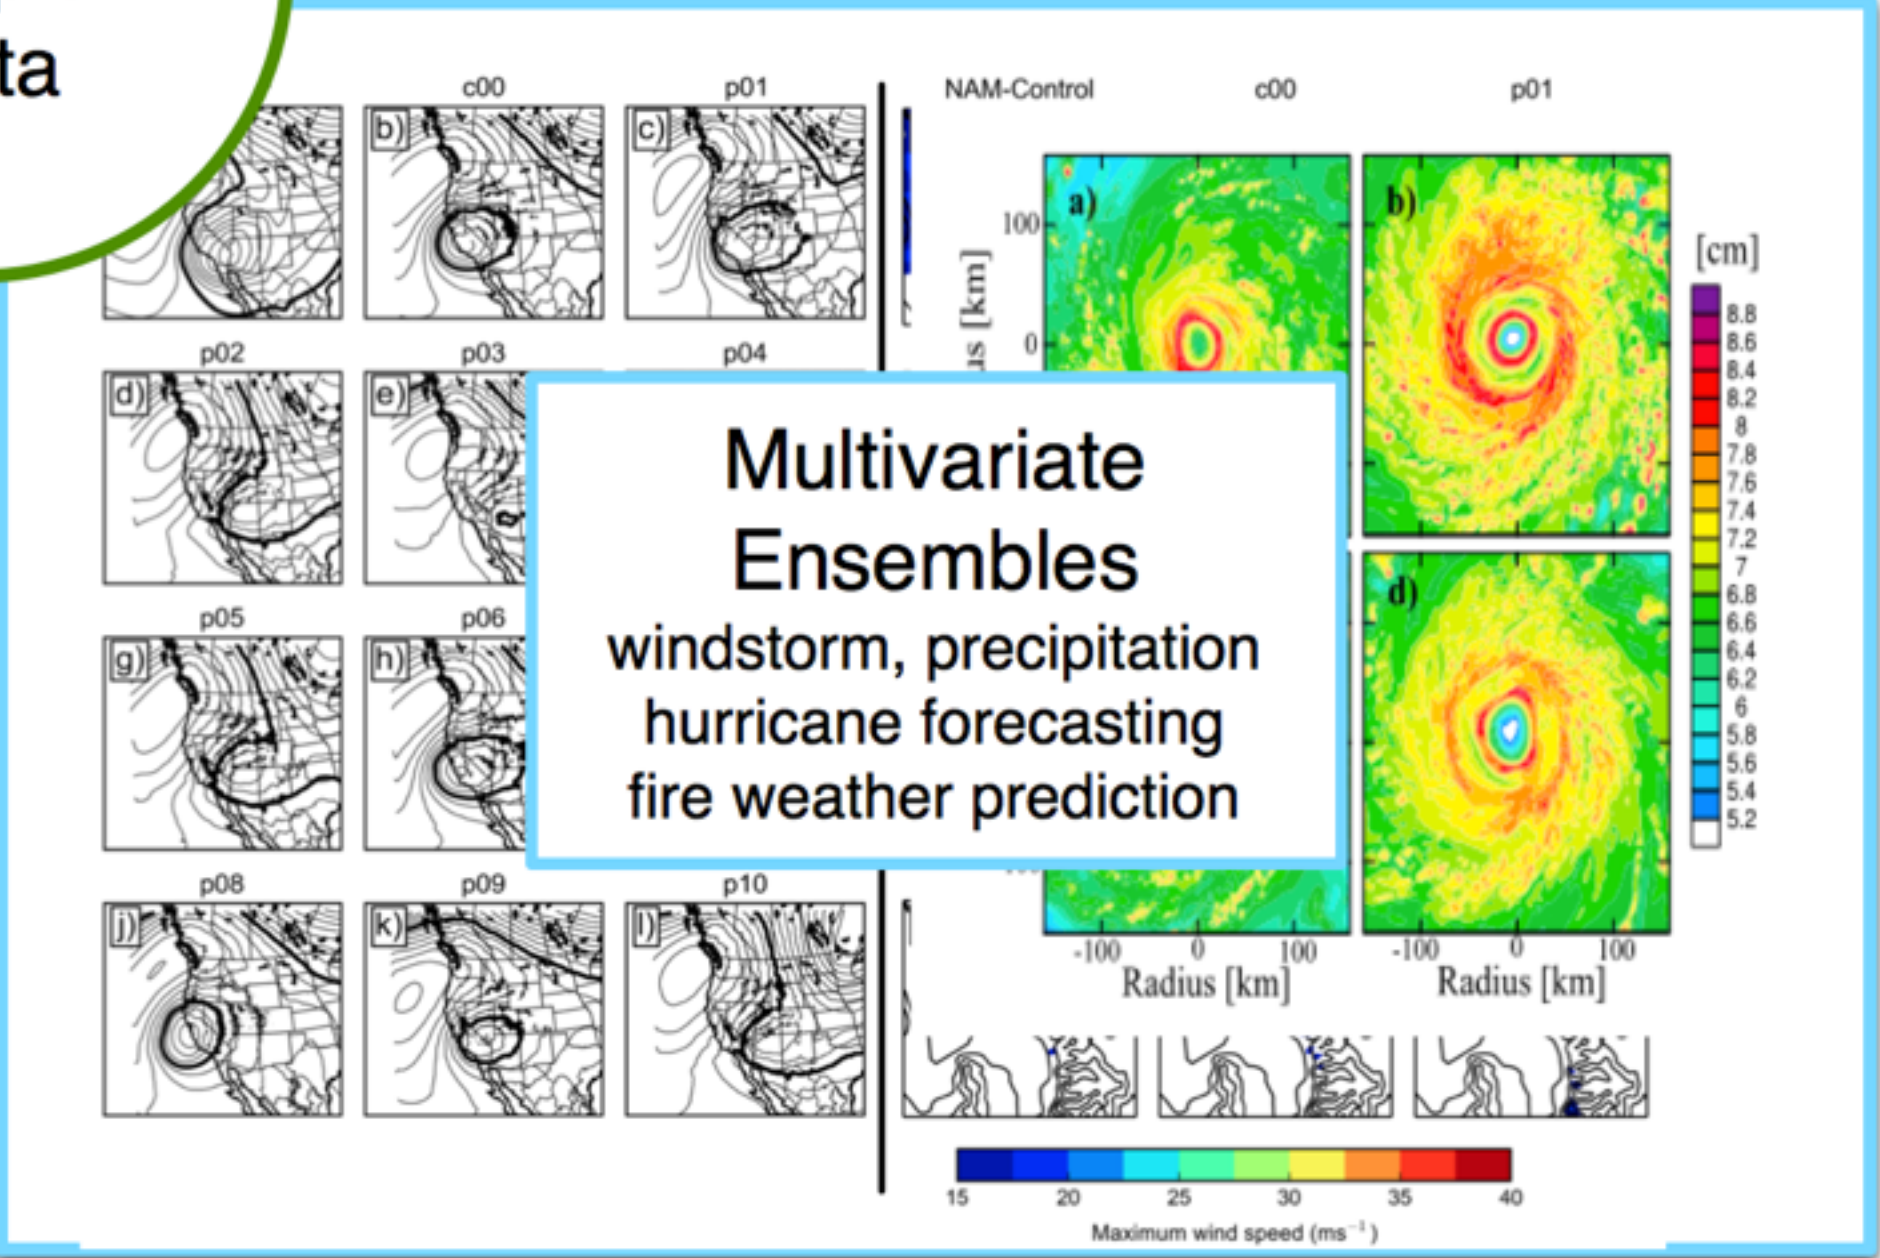 ta
c00 p01
b) c)
p02 p03 p04
d) e)
p05 p06
g) h)
p08 p09 p10
j) k) l)
NAM-Control c00 p01
a) b)
[cm]
100
0
[km]
8.8
8.6
8.4
8.2
8
7.8
7.6
7.4
7.2
7
6.8
6.6
6.4
6.2
6
5.8
5.6
5.4
5.2
d)
Multivariate
Ensembles
windstorm, precipitation
hurricane forecasting
fire weather prediction
-100 0 100 -100 0 100
Radius [km] Radius [km]
15 20 25 30 35 40
Maximum wind speed (ms⁻¹)